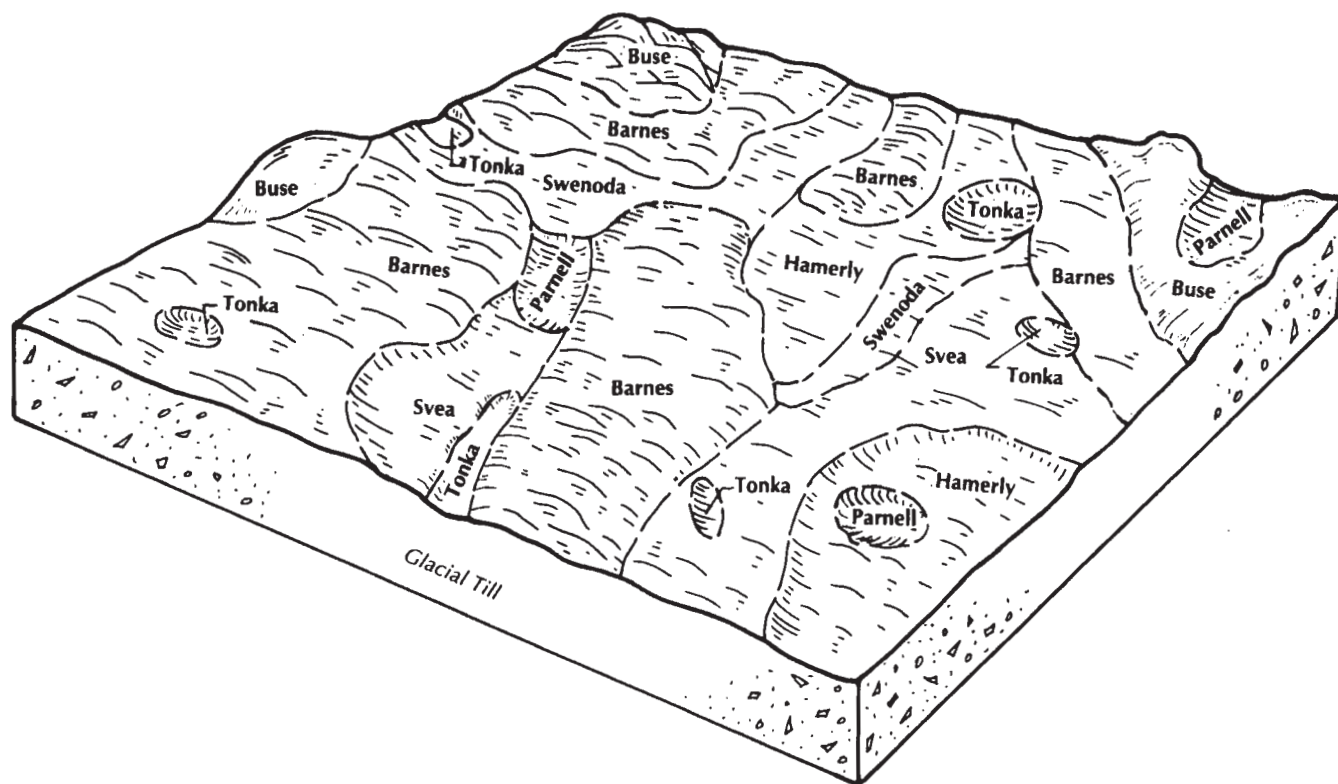 Buse
Barnes
Tonka
Swenoda
Buse
Barnes
Tonka
Hamerly
Parnell
Barnes
Parnell
Barnes
Buse
Tonka
Swenoda
Svea
Tonka
Barnes
Svea
Tonka
Tonka
Hamerly
Parnell
Glacial Till